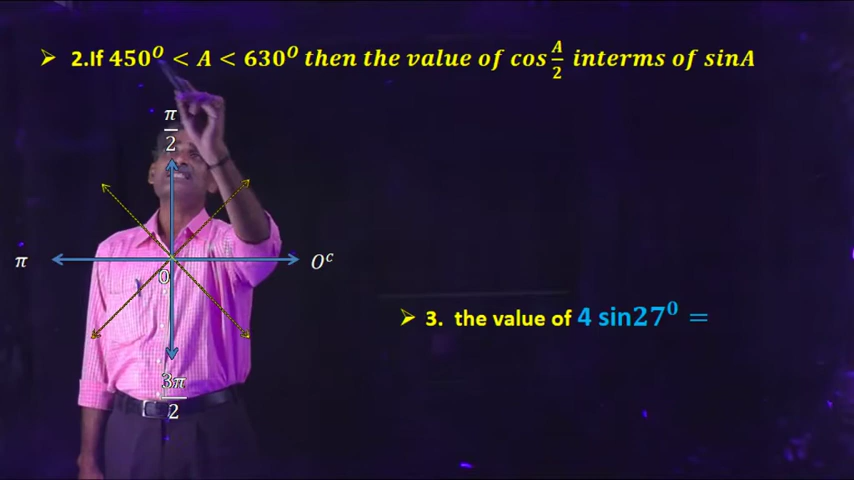 ➢ 2.If 450⁰ < A < 630⁰ then the value of cos A/2 interms of sinA
π/2
π
0ᶜ
0
➢ 3. the value of 4 sin27⁰ =
3π/2